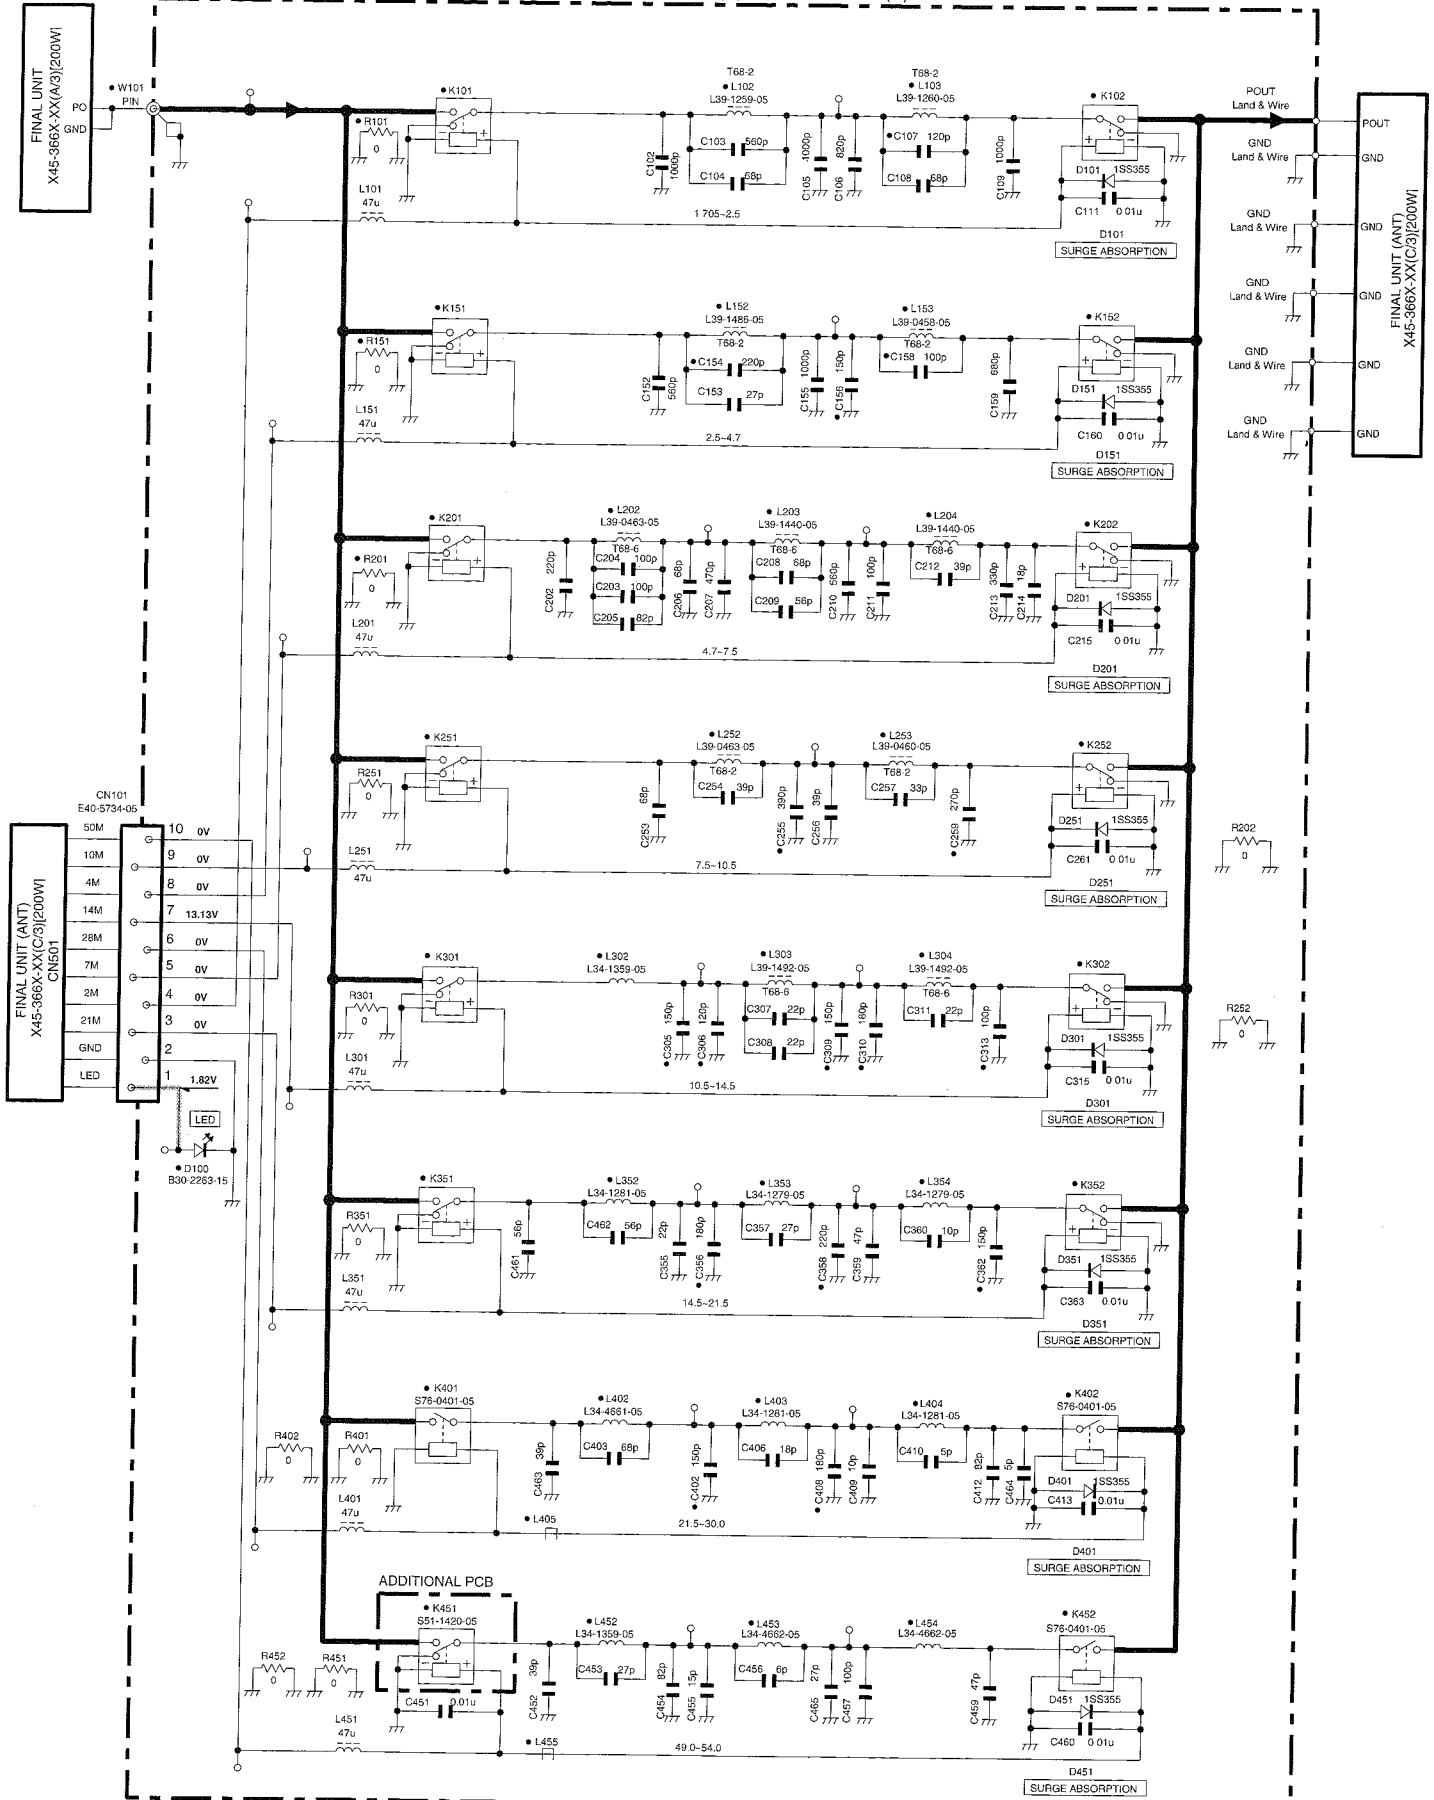 FINAL UNIT
X45-366X-XX(A/3)[200W]
PO
GND
• W101
PIN
• K101
• R101
0
L101
47u
C102
1000p
T68-2
• L102
L39-1259-05
C103 560p
C104 68p
C105 1000p
C106 820p
T68-2
• L103
L39-1260-05
• C107 120p
C108 68p
C109 1000p
1.705~2.5
• K102
D101 1SS355
C111 0.01u
D101
SURGE ABSORPTION
POUT
Land & Wire
GND
Land & Wire
GND
Land & Wire
GND
Land & Wire
GND
Land & Wire
GND
Land & Wire
POUT
GND
GND
GND
GND
GND
FINAL UNIT (ANT)
X45-366X-XX(C/3)[200W]
• K151
• R151
0
L151
47u
C152
560p
• L152
L39-1486-05
T68-2
• C154 220p
C153 27p
C155 1000p
• C156 150p
• L153
L39-0458-05
T68-2
• C158 100p
C159 680p
2.5~4.7
• K152
D151 1SS355
C160 0.01u
D151
SURGE ABSORPTION
• K201
• R201
0
L201
47u
C202 220p
• L202
L39-0463-05
T68-6
C204 100p
C203 100p
C205 82p
C206 68p
C207 470p
• L203
L39-1440-05
T68-6
C208 68p
C209 56p
C210 560p
C211 100p
• L204
L39-1440-05
T68-6
C212 39p
C213 330p
C214 18p
4.7~7.5
• K202
D201 1SS355
C215 0.01u
D201
SURGE ABSORPTION
• K251
R251
0
L251
47u
C253 68p
• L252
L39-0463-05
T68-2
C254 39p
• C255 390p
C256 39p
• L253
L39-0460-05
T68-2
C257 33p
• C259 270p
7.5~10.5
• K252
D251 1SS355
C261 0.01u
D251
SURGE ABSORPTION
R202
0
R252
0
CN101
E40-5734-05
FINAL UNIT (ANT)
X45-366X-XX(C/3)[200W]
CN501
50M 10 0V
10M 9 0V
4M 8 0V
14M 7 13.13V
28M 6 0V
7M 5 0V
2M 4 0V
21M 3 0V
GND 2
LED 1 1.82V
LED
• D100
B30-2263-15
• K301
R301
0
L301
47u
• L302
L34-1359-05
• C305 150p
• C306 120p
• L303
L39-1492-05
T68-6
C307 22p
C308 22p
• C309 150p
• C310 160p
• L304
L39-1492-05
T68-6
C311 22p
• C313 100p
10.5~14.5
• K302
D301 1SS355
C315 0.01u
D301
SURGE ABSORPTION
• K351
R351
0
L351
47u
C461 56p
• L352
L34-1281-05
C462 56p
C355 22p
• C356 180p
• L353
L34-1279-05
C357 27p
• C358 220p
C359 47p
• L354
L34-1279-05
C360 10p
• C362 150p
14.5~21.5
• K352
D351 1SS355
C363 0.01u
D351
SURGE ABSORPTION
• K401
S76-0401-05
R402
0
R401
0
L401
47u
C463 39p
• L402
L34-4661-05
C403 68p
• C402 150p
• L403
L34-1281-05
C406 18p
• C408 180p
C409 10p
• L404
L34-1281-05
C410 5p
C412 82p
C464 5p
• L405
21.5~30.0
• K402
S76-0401-05
D401 1SS355
C413 0.01u
D401
SURGE ABSORPTION
ADDITIONAL PCB
• K451
S51-1420-05
R452
0
R451
0
C451 0.01u
L451
47u
C452 39p
• L452
L34-1359-05
C453 27p
C454 82p
C455 15p
• L453
L34-4662-05
C456 6p
C465 27p
C457 100p
• L454
L34-4662-05
C459 47p
• L455
49.0~54.0
• K452
S76-0401-05
D451 1SS355
C460 0.01u
D451
SURGE ABSORPTION